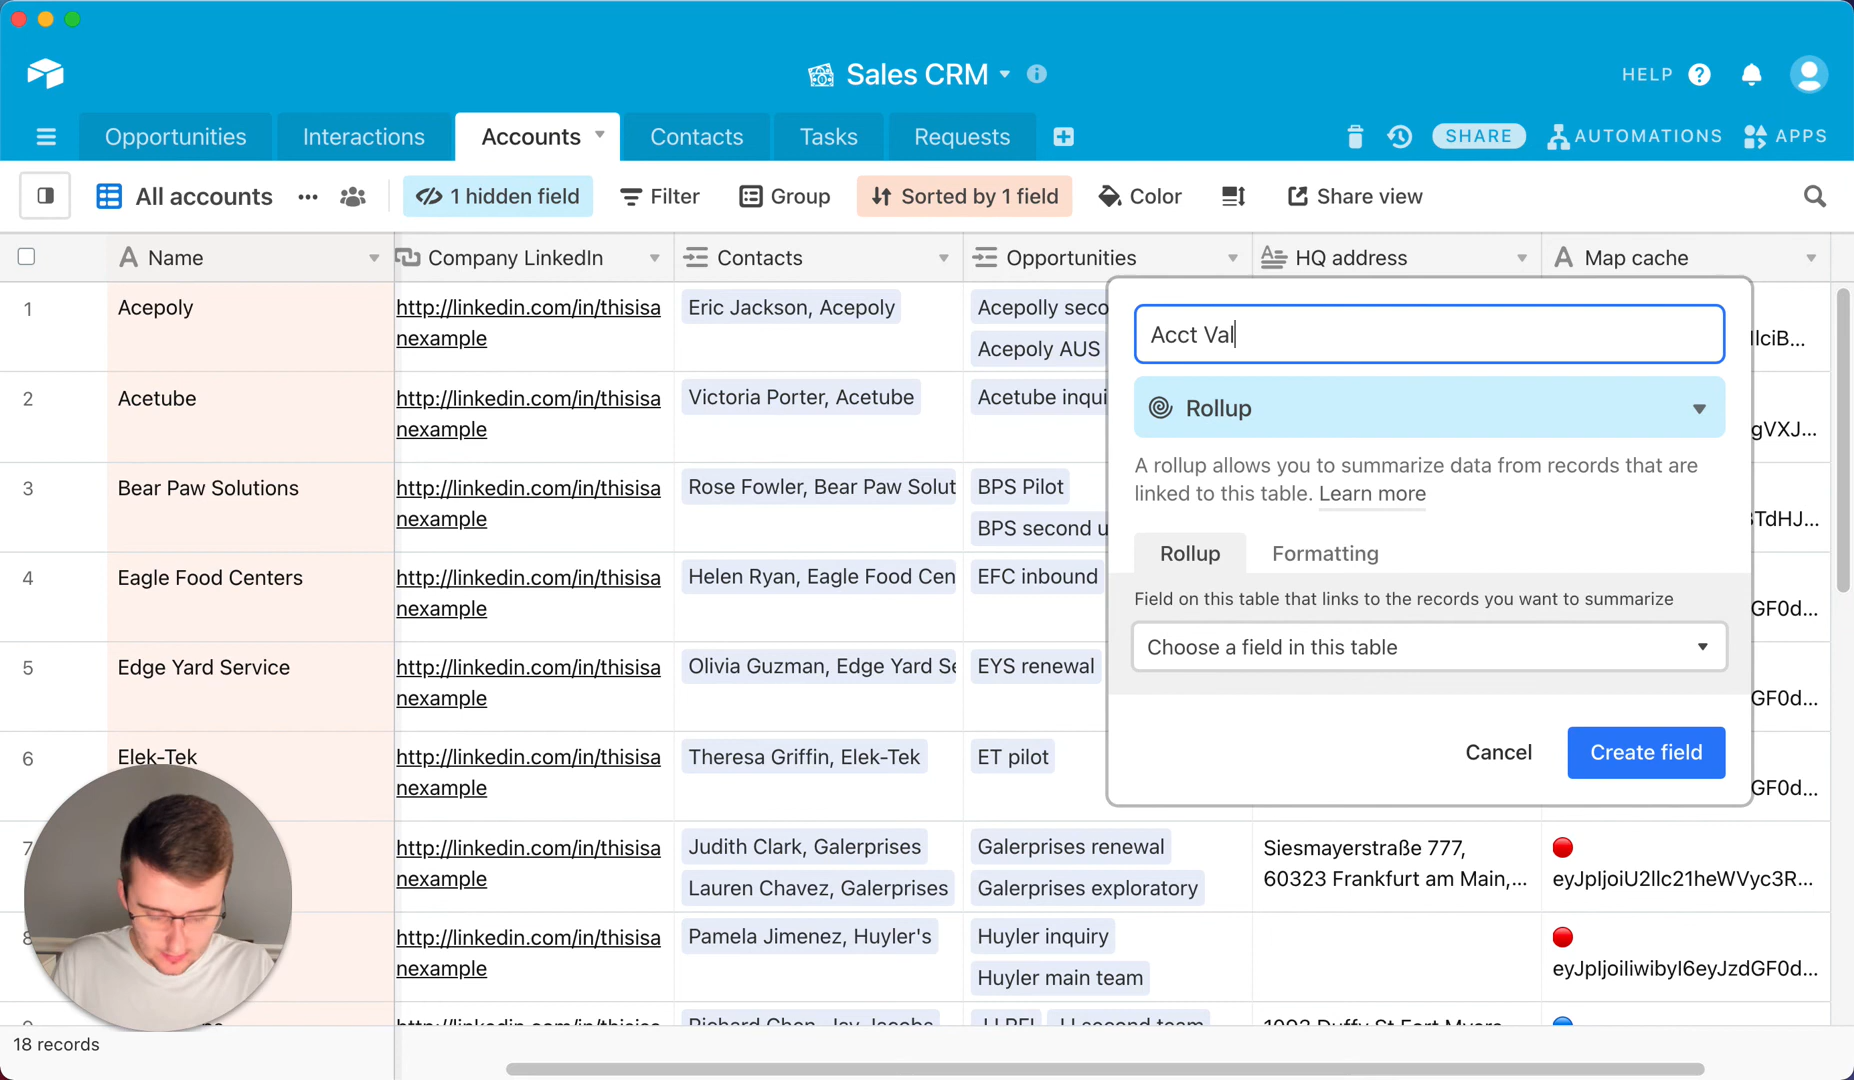 Sales CRM
HELP
Opportunities
Interactions
Accounts
Contacts
Tasks
Requests
SHARE
AUTOMATIONS
APPS
All accounts
1 hidden field
Filter
Group
Sorted by 1 field
Color
Share view
Name
Company LinkedIn
Contacts
Opportunities
HQ address
Map cache
1
Acepoly
http://linkedin.com/in/thisisa
nexample
Eric Jackson, Acepoly
Acepolly seco
Acepoly AUS
2
Acetube
http://linkedin.com/in/thisisa
nexample
Victoria Porter, Acetube
Acetube inqui
gVXJ...
3
Bear Paw Solutions
http://linkedin.com/in/thisisa
nexample
Rose Fowler, Bear Paw Solut
BPS Pilot
BPS second u
TdHJ...
4
Eagle Food Centers
http://linkedin.com/in/thisisa
nexample
Helen Ryan, Eagle Food Cen
EFC inbound
GF0d...
5
Edge Yard Service
http://linkedin.com/in/thisisa
nexample
Olivia Guzman, Edge Yard Se
EYS renewal
GF0d...
6
Elek-Tek
http://linkedin.com/in/thisisa
nexample
Theresa Griffin, Elek-Tek
ET pilot
GF0d...
7
http://linkedin.com/in/thisisa
nexample
Judith Clark, Galerprises
Lauren Chavez, Galerprises
Galerprises renewal
Galerprises exploratory
Siesmayerstraße 777,
60323 Frankfurt am Main,...
eyJpIjoiU2llc21heWVyc3R...
8
http://linkedin.com/in/thisisa
nexample
Pamela Jimenez, Huyler's
Huyler inquiry
Huyler main team
eyJpIjoiIiwibyI6eyJzdGF0d...
Acct Val
Rollup
A rollup allows you to summarize data from records that are
linked to this table. Learn more
Rollup
Formatting
Field on this table that links to the records you want to summarize
Choose a field in this table
Cancel
Create field
18 records